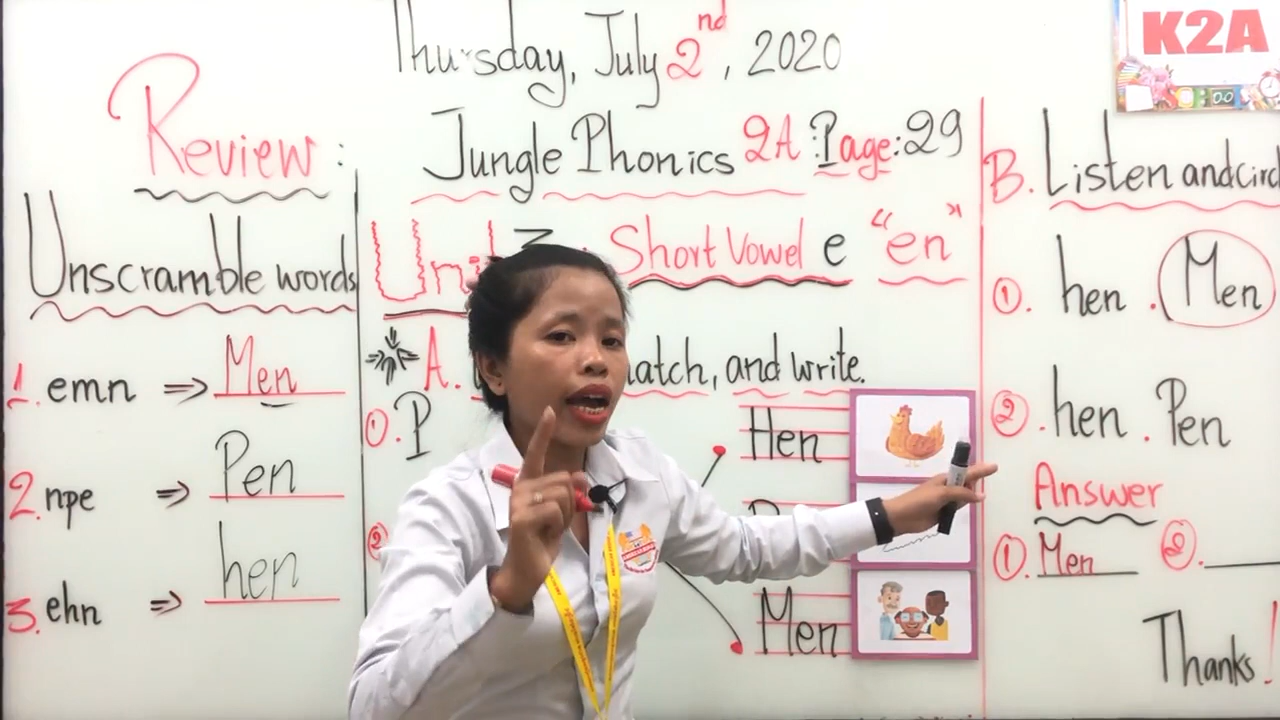 Thursday, July 2nd, 2020
K2A
Review:
Unscramble words
1. emn => Men
2. npe => Pen
3. ehn => hen
Jungle Phonics 2A Page: 29
Short Vowel e "en"
A. match, and write.
①. P
②
Hen
Men
B. Listen and circ
①. hen . Men
②. hen . Pen
Answer
①. Men ②.
Thanks!